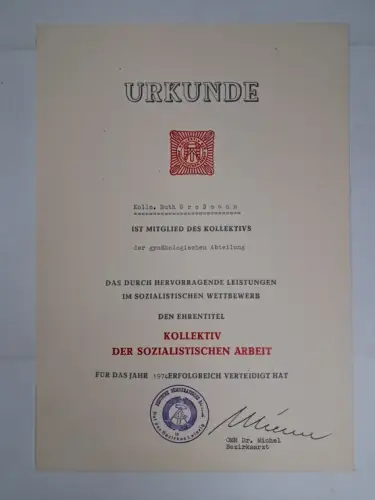 URKUNDE
Kolln. Ruth Großmann
IST MITGLIED DES KOLLEKTIVS
der gynäkologischen Abteilung
DAS DURCH HERVORRAGENDE LEISTUNGEN
IM SOZIALISTISCHEN WETTBEWERB
DEN EHRENTITEL
KOLLEKTIV
DER SOZIALISTISCHEN ARBEIT
FÜR DAS JAHR 1974 ERFOLGREICH VERTEIDIGT HAT
OMR Dr. Michel
Bezirksarzt